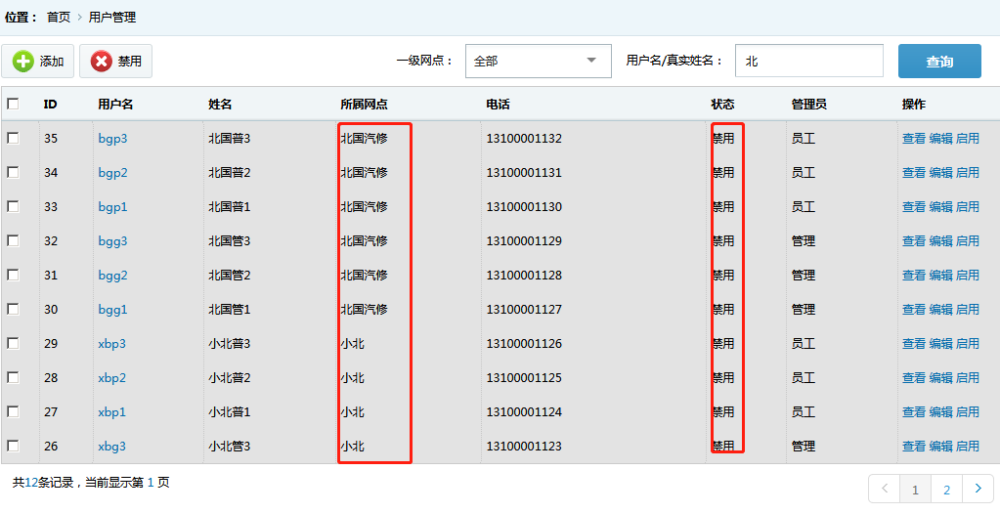 位置： 首页 > 用户管理
添加 禁用 一级网点： 全部 用户名/真实姓名： 北 查询
ID 用户名 姓名 所属网点 电话 状态 管理员 操作
35 bgp3 北国普3 北国汽修 13100001132 禁用 员工 查看 编辑 启用
34 bgp2 北国普2 北国汽修 13100001131 禁用 员工 查看 编辑 启用
33 bgp1 北国普1 北国汽修 13100001130 禁用 员工 查看 编辑 启用
32 bgg3 北国管3 北国汽修 13100001129 禁用 管理 查看 编辑 启用
31 bgg2 北国管2 北国汽修 13100001128 禁用 管理 查看 编辑 启用
30 bgg1 北国管1 北国汽修 13100001127 禁用 管理 查看 编辑 启用
29 xbp3 小北普3 小北 13100001126 禁用 员工 查看 编辑 启用
28 xbp2 小北普2 小北 13100001125 禁用 员工 查看 编辑 启用
27 xbp1 小北普1 小北 13100001124 禁用 员工 查看 编辑 启用
26 xbg3 小北管3 小北 13100001123 禁用 管理 查看 编辑 启用
共12条记录，当前显示第 1 页
< 1 2 >